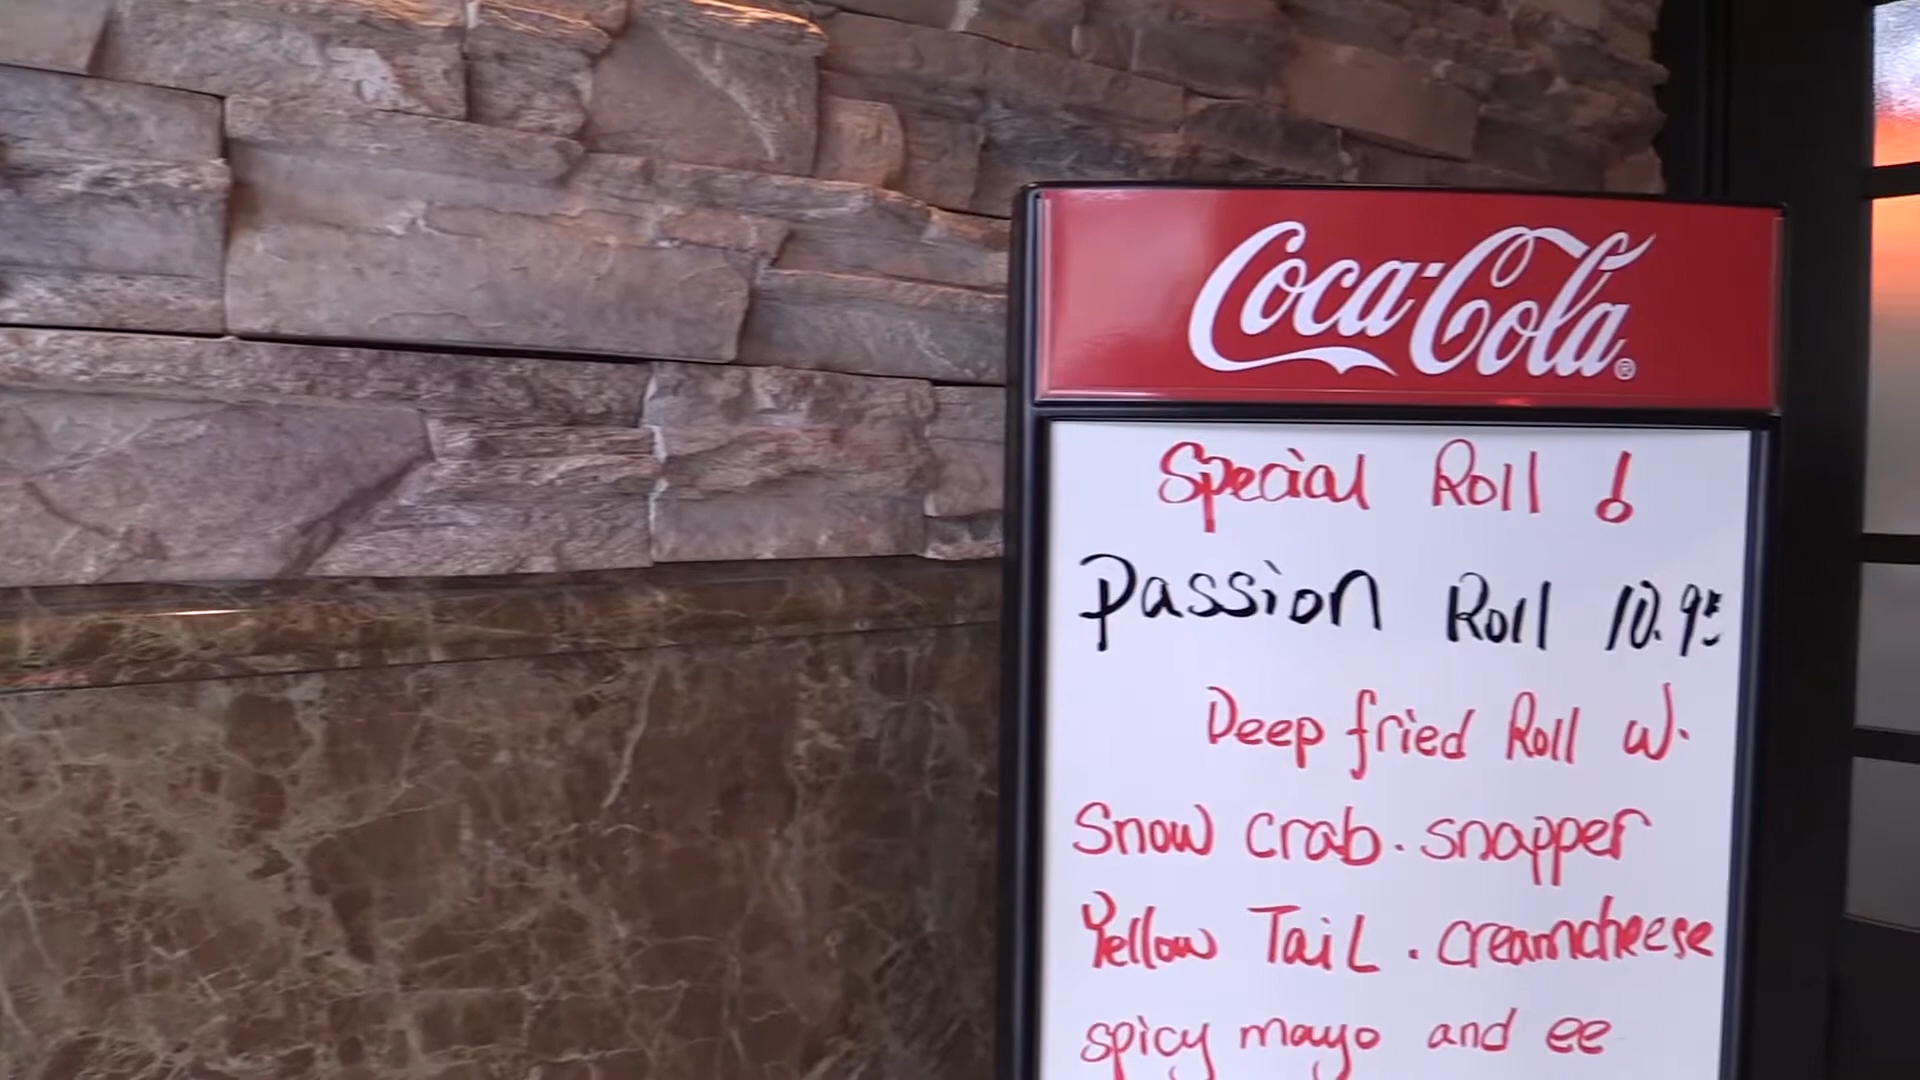 Coca-Cola®
Special Roll !
Passion Roll 10.95
Deep fried Roll w.
Snow crab. snapper
Yellow Tail. creamcheese
spicy mayo and ee